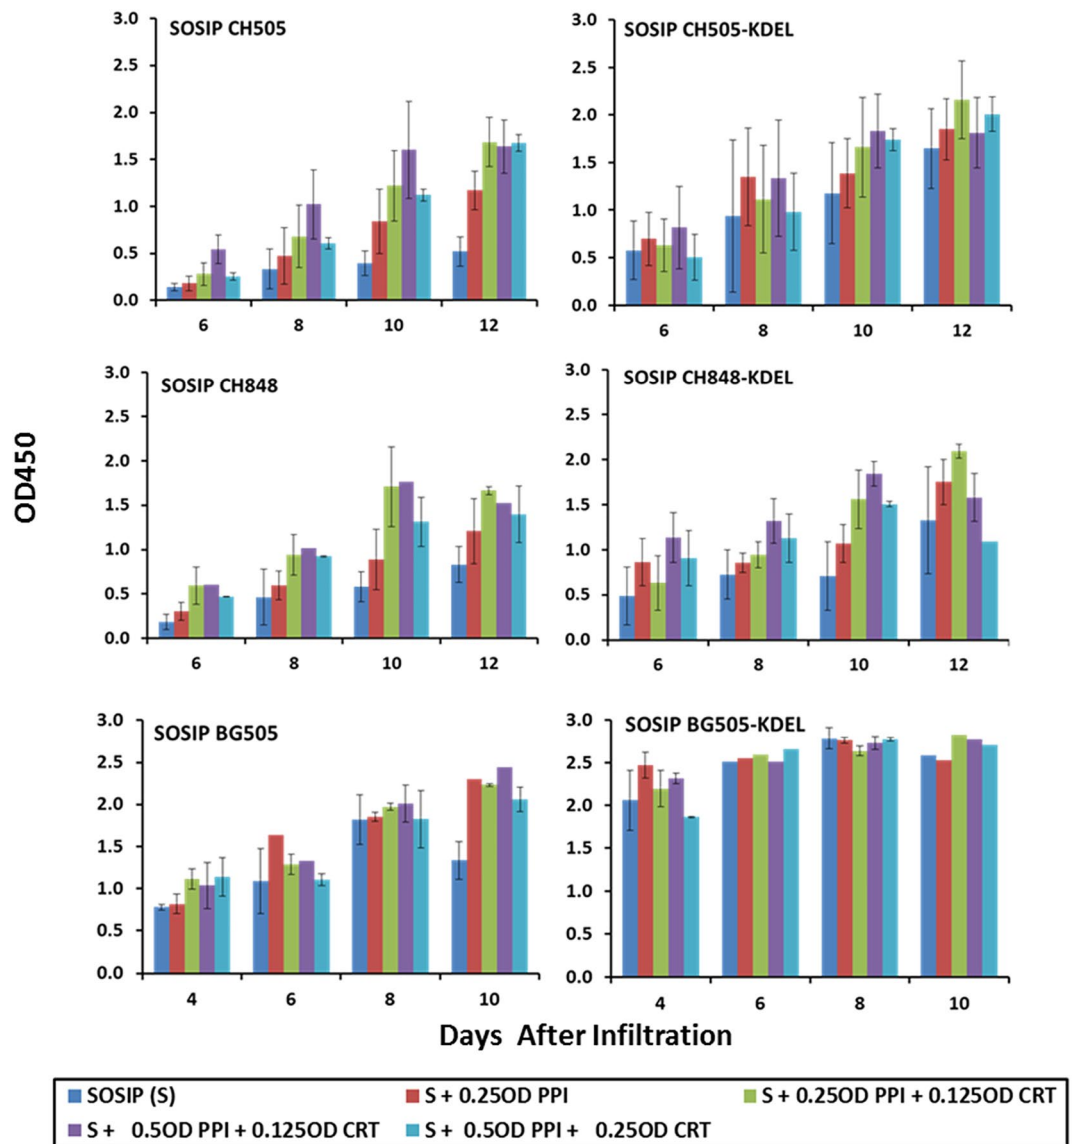 SOSIP CH505
3.0
2.5
2.0
1.5
1.0
0.5
0.0
6 8 10 12
SOSIP CH505-KDEL
3.0
2.5
2.0
1.5
1.0
0.5
0.0
6 8 10 12
OD450
SOSIP CH848
3.0
2.5
2.0
1.5
1.0
0.5
0.0
6 8 10 12
SOSIP CH848-KDEL
3.0
2.5
2.0
1.5
1.0
0.5
0.0
6 8 10 12
SOSIP BG505
3.0
2.5
2.0
1.5
1.0
0.5
0.0
4 6 8 10
SOSIP BG505-KDEL
3.0
2.5
2.0
1.5
1.0
0.5
0.0
4 6 8 10
Days After Infiltration
SOSIP (S) S + 0.25OD PPI S + 0.25OD PPI + 0.125OD CRT
S + 0.5OD PPI + 0.125OD CRT S + 0.5OD PPI + 0.25OD CRT